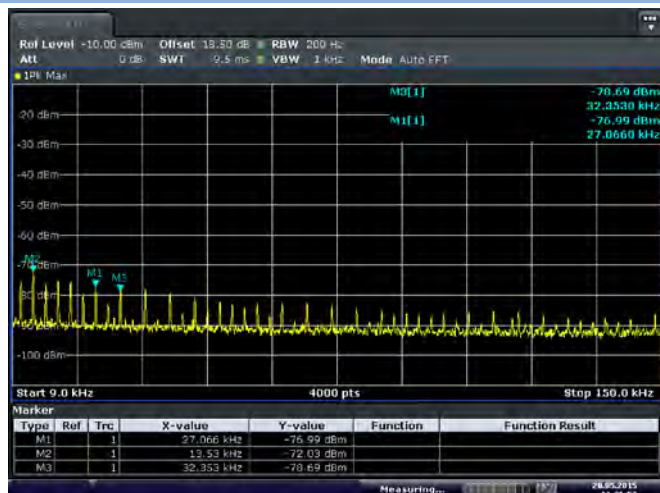 Ref Level -10.00 dBm Offset 18.50 dB RBW 200 Hz
Att 0 dB SWT 9.5 ms VBW 1 kHz Mode Auto FFT
1Pk Max
M3[1] -78.69 dBm
32.3530 kHz
M1[1] -76.99 dBm
27.0660 kHz
-20 dBm
-30 dBm
-40 dBm
-50 dBm
-60 dBm
-70 dBm
M2
M1
M3
-80 dBm
-100 dBm
Start 9.0 kHz 4000 pts Stop 150.0 kHz
Marker
Type Ref Trc X-value Y-value Function Function Result
M1 1 27.066 kHz -76.99 dBm
M2 1 13.53 kHz -72.03 dBm
M3 1 32.353 kHz -78.69 dBm
Measuring... 20.05.2015